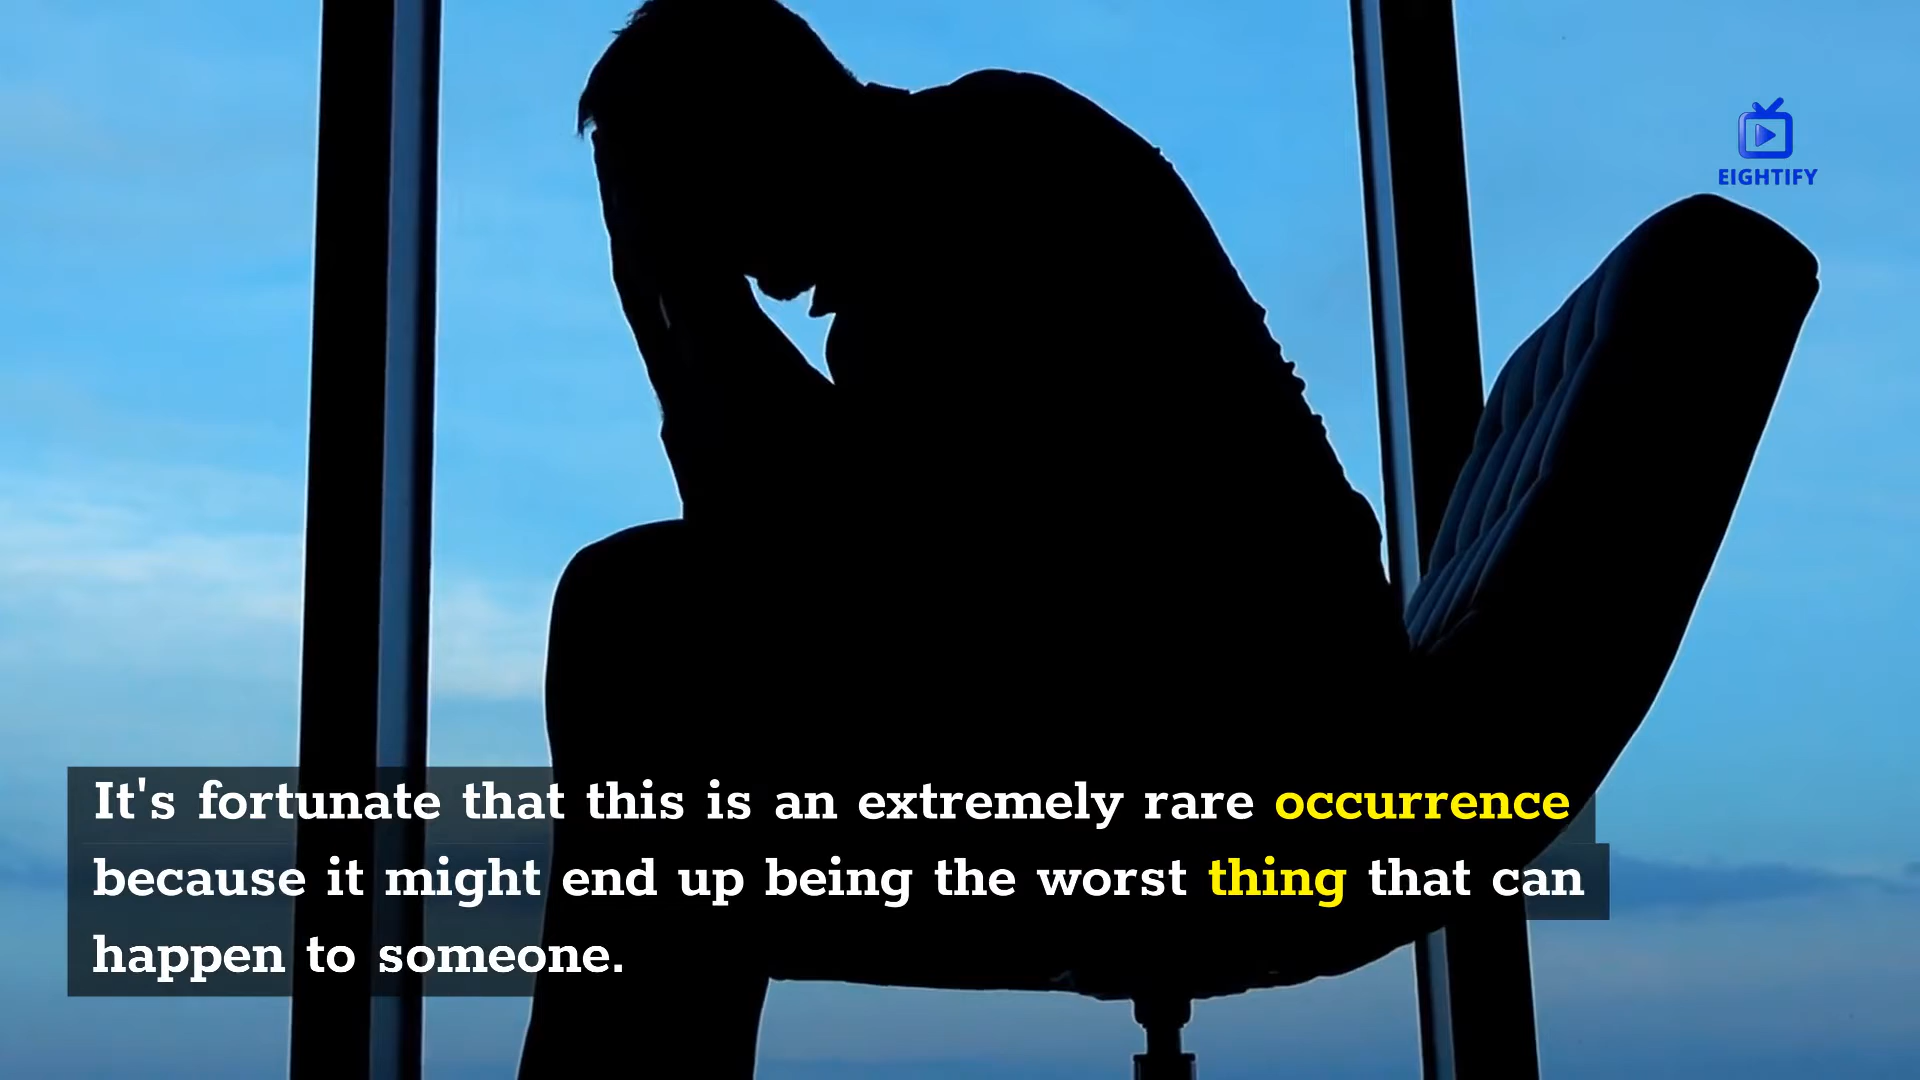 EIGHTIFY
It's fortunate that this is an extremely rare occurrence
because it might end up being the worst thing that can
happen to someone.